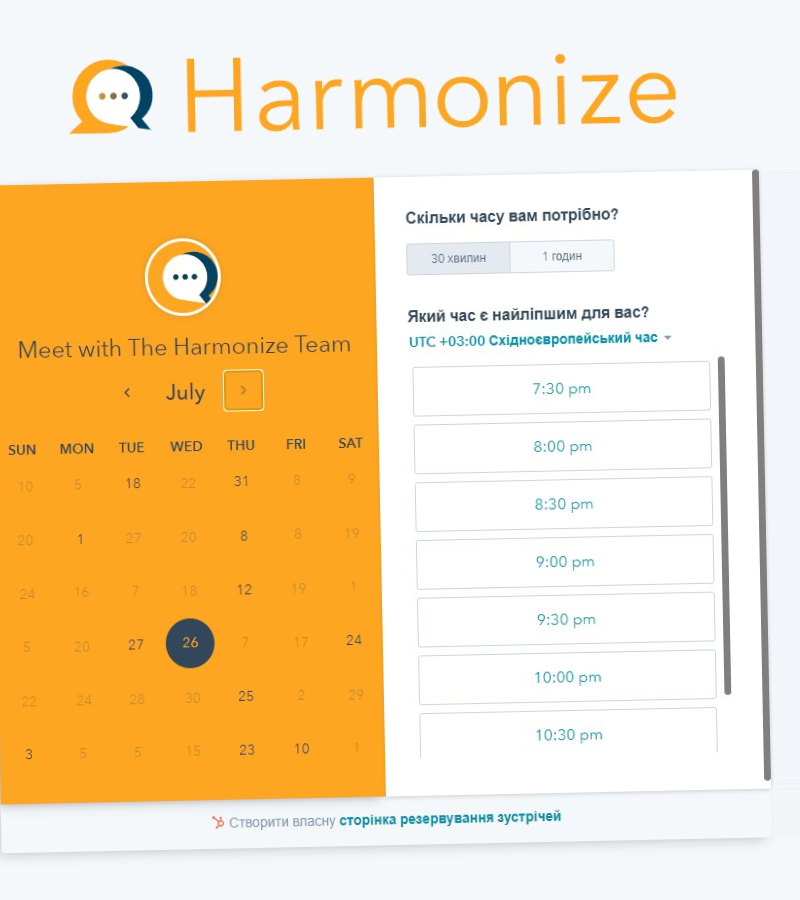 Harmonize
Meet with The Harmonize Team
July
SUN MON TUE WED THU FRI SAT
10 5 18 22 31 8 9
20 1 27 20 8 8 19
24 16 7 18 12 19 1
5 20 27 26 7 17 24
22 24 28 30 25 2 29
3 5 5 15 23 10 1
Скільки часу вам потрібно?
30 хвилин 1 годин
Який час є найліпшим для вас?
UTC +03:00 Східноєвропейський час
7:30 pm
8:00 pm
8:30 pm
9:00 pm
9:30 pm
10:00 pm
10:30 pm
Створити власну сторінка резервування зустрічей